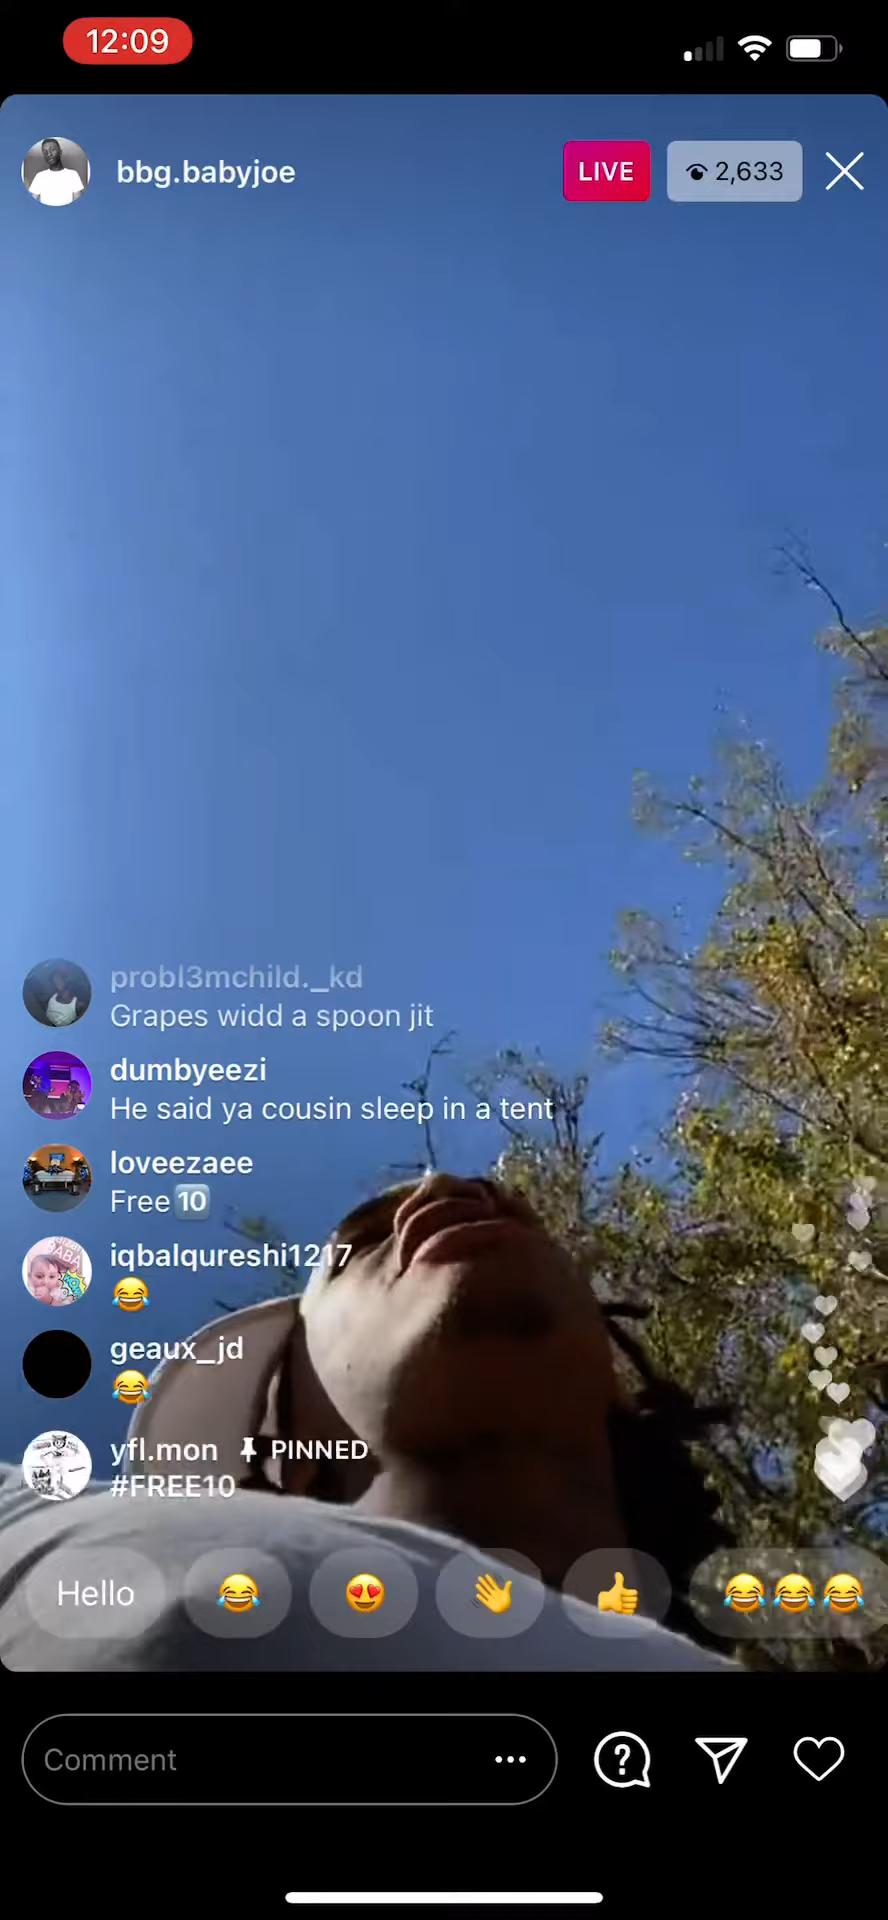 12:09
bbg.babyjoe
LIVE
2,633
probl3mchild._kd
Grapes widd a spoon jit
dumbyeezi
He said ya cousin sleep in a tent
loveezaee
Free 🔟
iqbalqureshi1217
😂
geaux_jd
😂
yfl.mon PINNED
#FREE10
Hello 😂 😍 👋 👍 😂😂😂
Comment